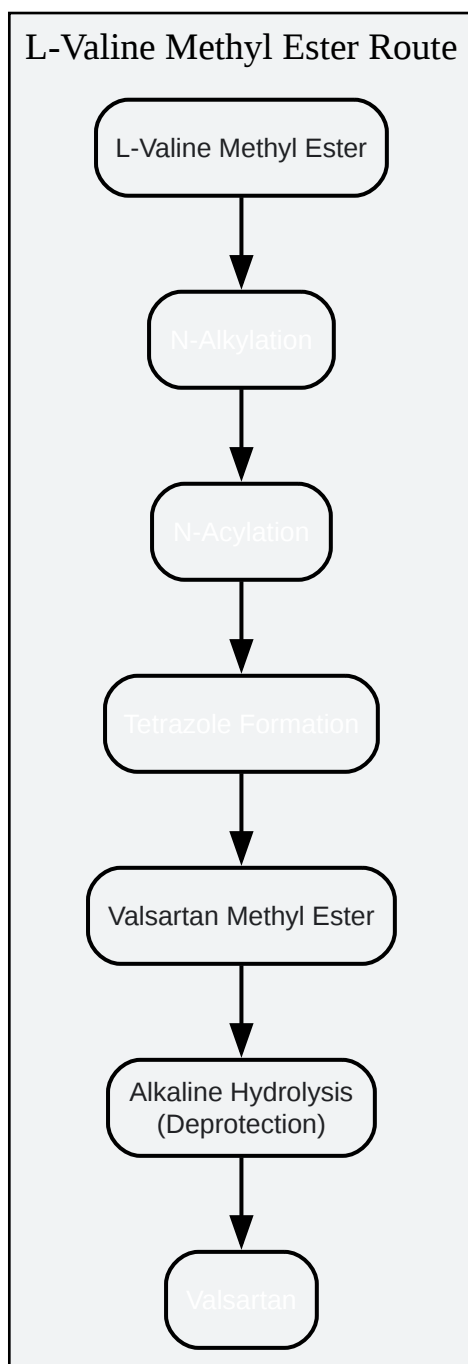 L-Valine Methyl Ester Route
L-Valine Methyl Ester
N-Alkylation
N-Acylation
Tetrazole Formation
Valsartan Methyl Ester
Alkaline Hydrolysis
(Deprotection)
Valsartan